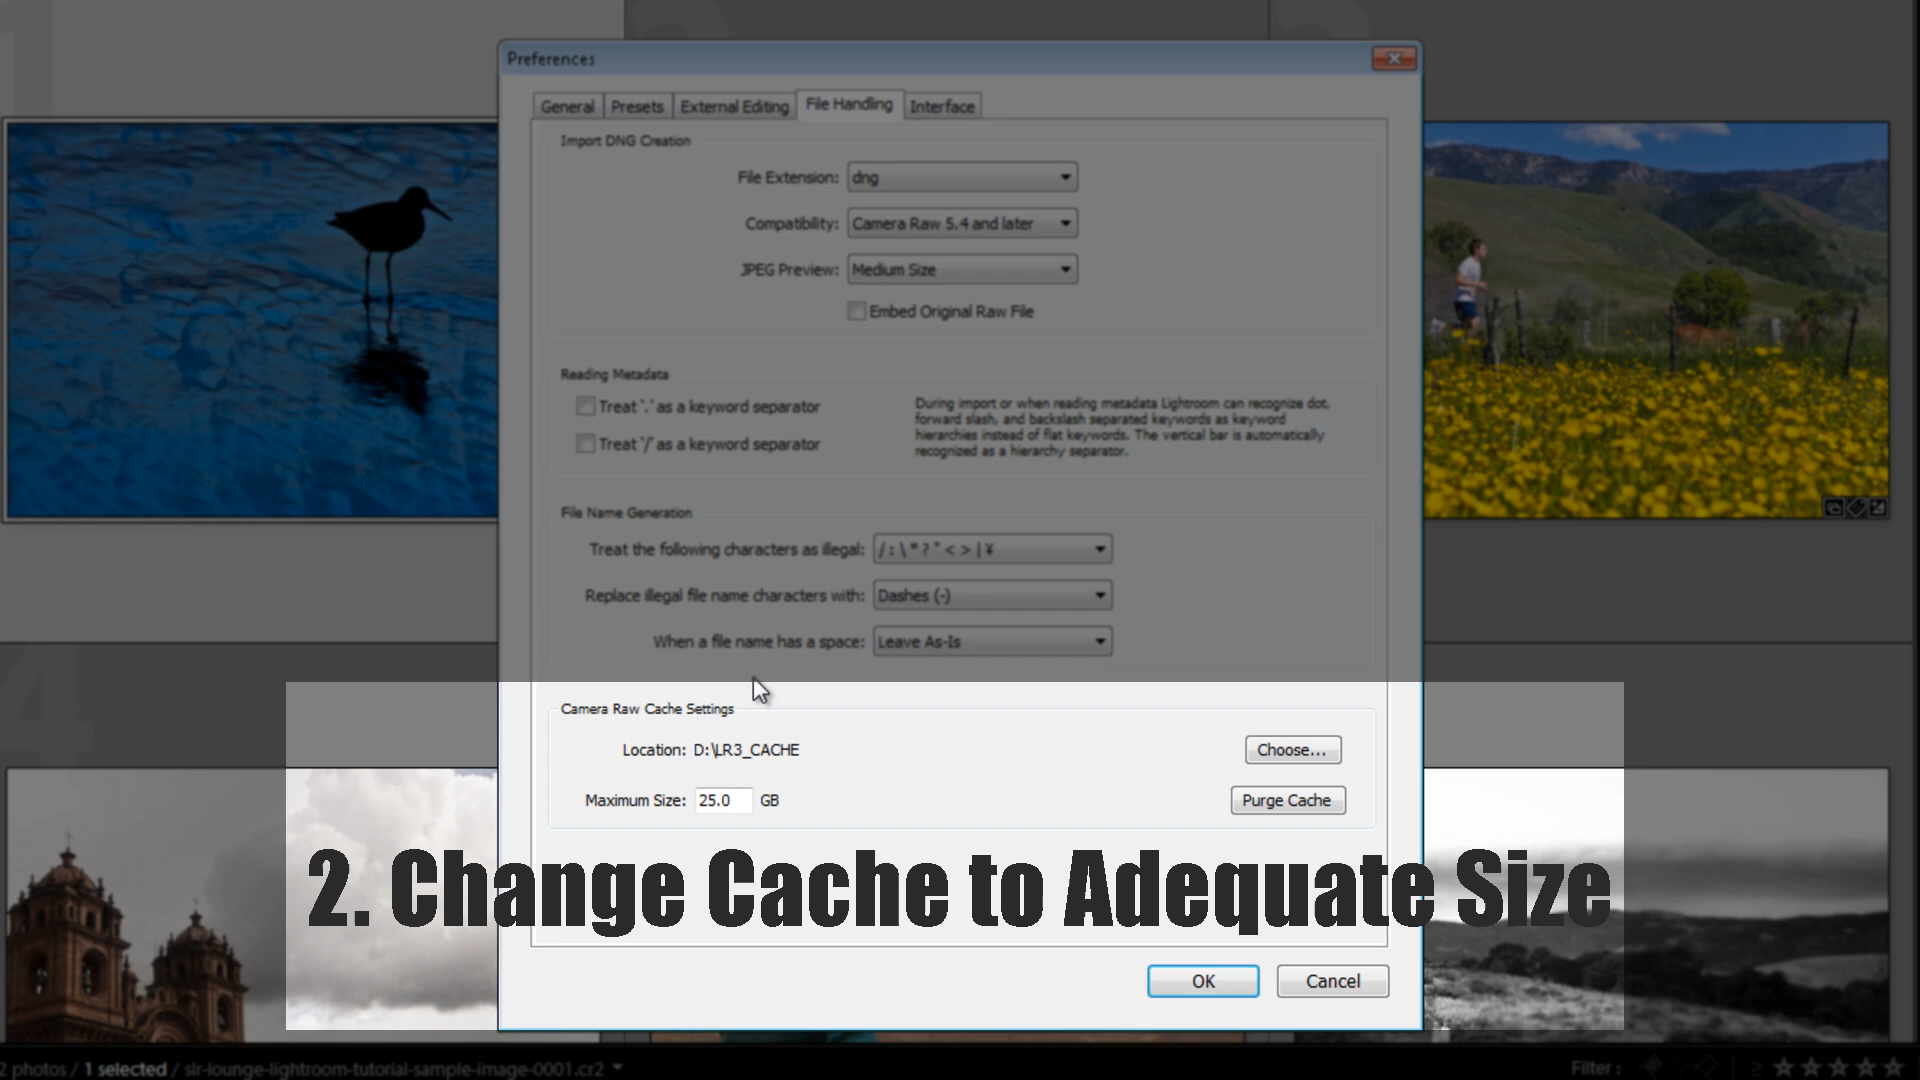 1
Preferences
General Presets External Editing File Handling Interface
Import DNG Creation
File Extension: dng
Compatibility: Camera Raw 5.4 and later
JPEG Preview: Medium Size
Embed Original Raw File
Reading Metadata
Treat '.' as a keyword separator
Treat '/' as a keyword separator
During import or when reading metadata Lightroom can recognize dot,
forward slash, and backslash separated keywords as keyword
hierarchies instead of flat keywords. The vertical bar is automatically
recognized as a hierarchy separator.
File Name Generation
Treat the following characters as illegal: / : \ * ? " < > | ¥
Replace illegal file name characters with: Dashes (-)
When a file name has a space: Leave As-Is
4
Camera Raw Cache Settings
Location: D:\LR3_CACHE
Choose...
Maximum Size: 25.0 GB
Purge Cache
2. Change Cache to Adequate Size
OK
Cancel
2 photos / 1 selected / slr-lounge-lightroom-tutorial-sample-image-0001.cr2
Filter :